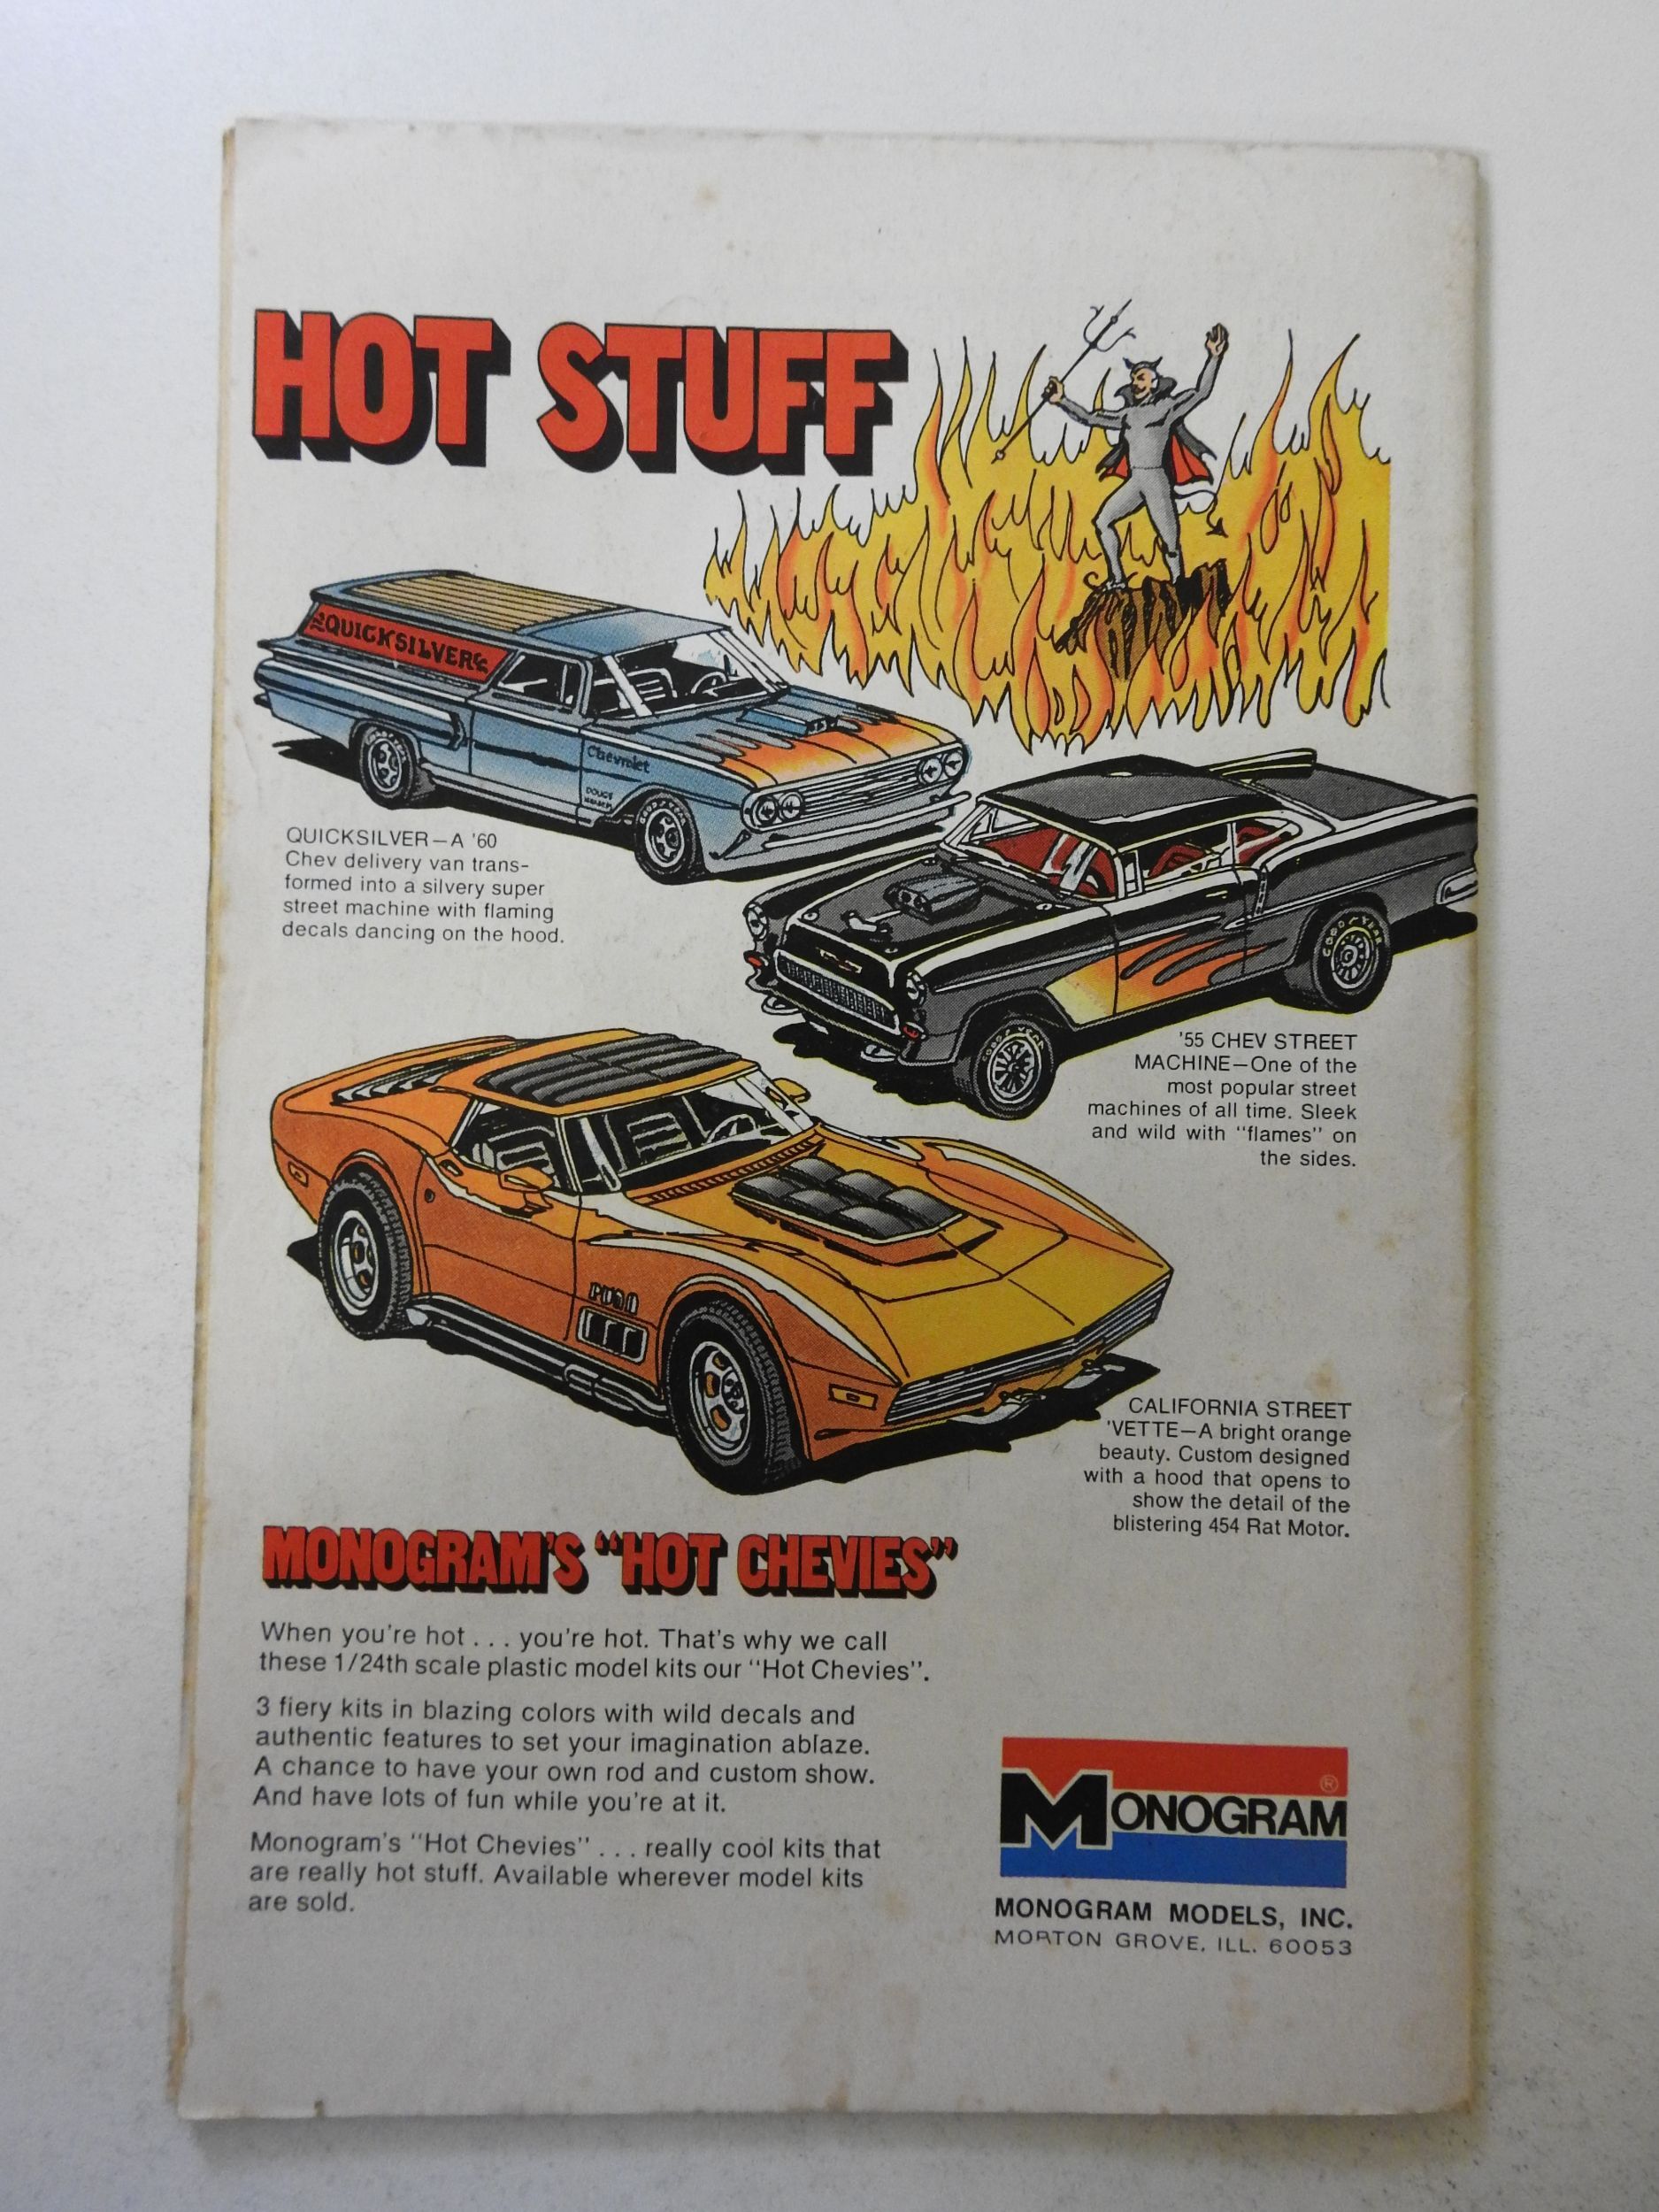 HOT STUFF
QUICKSILVER
Chevrolet
QUICKSILVER—A '60
Chev delivery van trans-
formed into a silvery super
street machine with flaming
decals dancing on the hood.
GOOD YEAR
GOOD YEAR
'55 CHEV STREET
MACHINE—One of the
most popular street
machines of all time. Sleek
and wild with "flames" on
the sides.
CALIFORNIA STREET
'VETTE—A bright orange
beauty. Custom designed
with a hood that opens to
show the detail of the
blistering 454 Rat Motor.
MONOGRAM'S "HOT CHEVIES"
When you're hot . . . you're hot. That's why we call
these 1/24th scale plastic model kits our "Hot Chevies".
3 fiery kits in blazing colors with wild decals and
authentic features to set your imagination ablaze.
A chance to have your own rod and custom show.
And have lots of fun while you're at it.
Monogram's "Hot Chevies" . . . really cool kits that
are really hot stuff. Available wherever model kits
are sold.
MONOGRAM®
MONOGRAM MODELS, INC.
MORTON GROVE, ILL. 60053